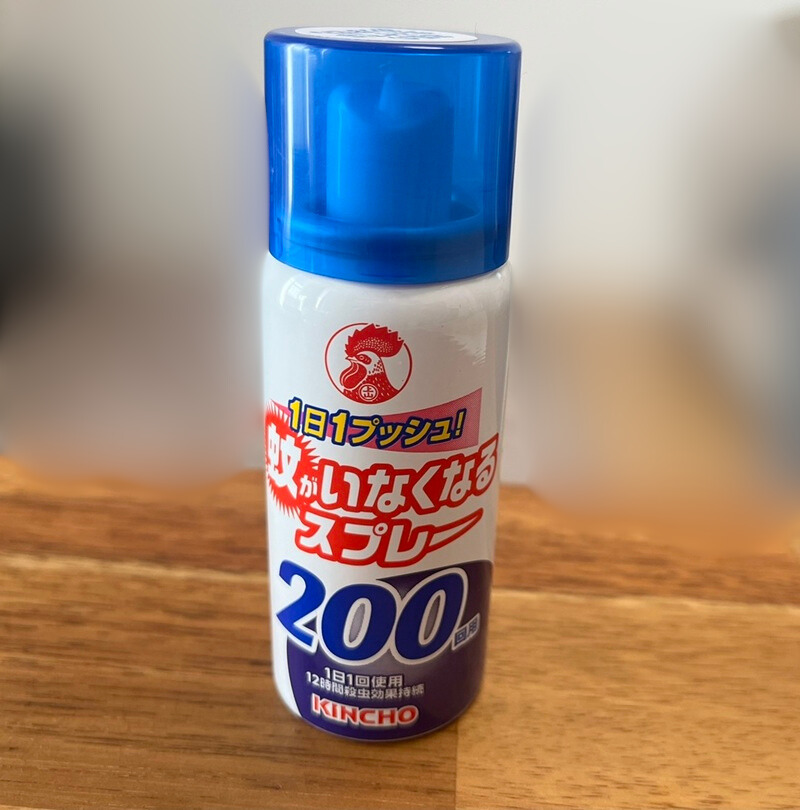 1日1プッシュ!
蚊がいなくなる
スプレー
200回用
1日1回使用
12時間殺虫効果持続
KINCHO